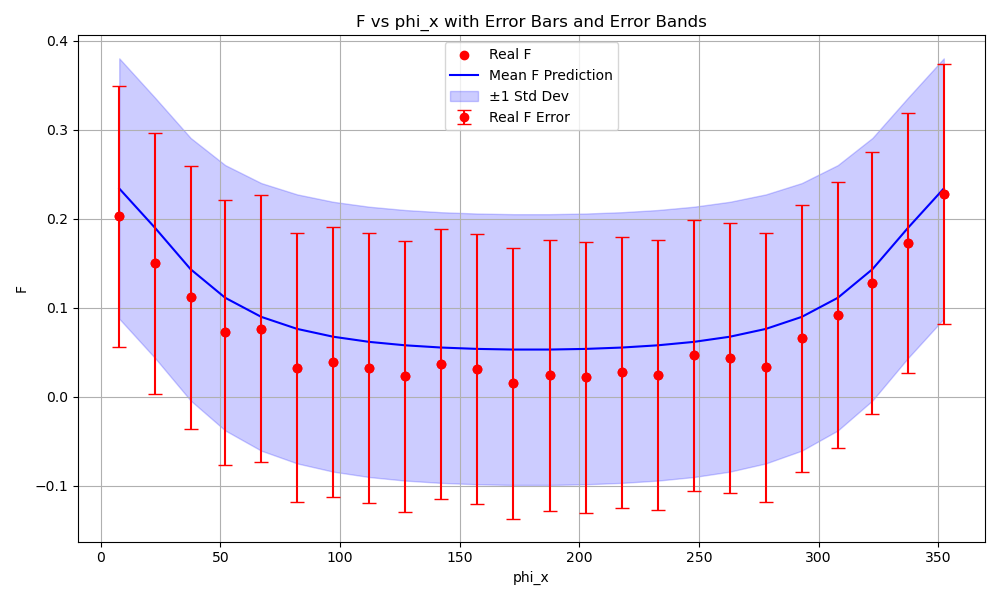 F vs phi_x with Error Bars and Error Bands
Real F
Mean F Prediction
±1 Std Dev
Real F Error
F
0.4
0.3
0.2
0.1
0.0
−0.1
0 50 100 150 200 250 300 350
phi_x